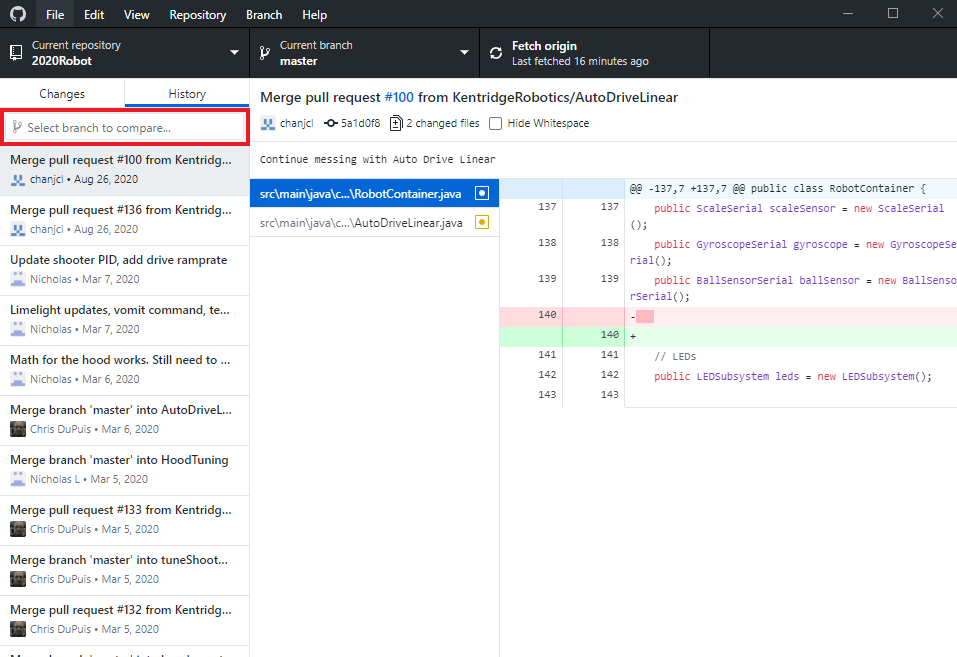 File Edit View Repository Branch Help
Current repository
2020Robot
Current branch
master
Fetch origin
Last fetched 16 minutes ago
Changes History
Select branch to compare...
Merge pull request #100 from Kentridg...
chanjcl • Aug 26, 2020
Merge pull request #136 from Kentridg...
chanjcl • Aug 26, 2020
Update shooter PID, add drive ramprate
Nicholas • Mar 7, 2020
Limelight updates, vomit command, te...
Nicholas • Mar 7, 2020
Math for the hood works. Still need to ...
Nicholas • Mar 6, 2020
Merge branch 'master' into AutoDriveL...
Chris DuPuis • Mar 6, 2020
Merge branch 'master' into HoodTuning
Nicholas L • Mar 5, 2020
Merge pull request #133 from Kentridg...
Chris DuPuis • Mar 5, 2020
Merge branch 'master' into tuneShoot...
Chris DuPuis • Mar 5, 2020
Merge pull request #132 from Kentridg...
Chris DuPuis • Mar 5, 2020
Merge pull request #100 from KentridgeRobotics/AutoDriveLinear
chanjcl 5a1d0f8 2 changed files Hide Whitespace
Continue messing with Auto Drive Linear
src\main\java\c...\RobotContainer.java
src\main\java\c...\AutoDriveLinear.java
@@ -137,7 +137,7 @@ public class RobotContainer {
137 137 public ScaleSerial scaleSensor = new ScaleSerial
();
138 138 public GyroscopeSerial gyroscope = new GyroscopeSe
rial();
139 139 public BallSensorSerial ballSensor = new BallSenso
rSerial();
140 -
140 +
141 141 // LEDs
142 142 public LEDSubsystem leds = new LEDSubsystem();
143 143